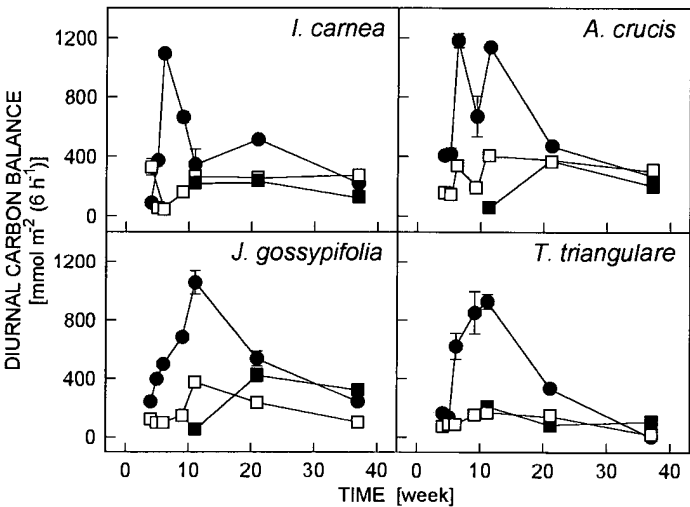 DIURNAL CARBON BALANCE
[mmol m⁻² (6 h⁻¹)]
I. carnea
A. crucis
1200
800
400
0
J. gossypifolia
T. triangulare
1200
800
400
0
0 10 20 30 40 0 10 20 30 40
TIME [week]